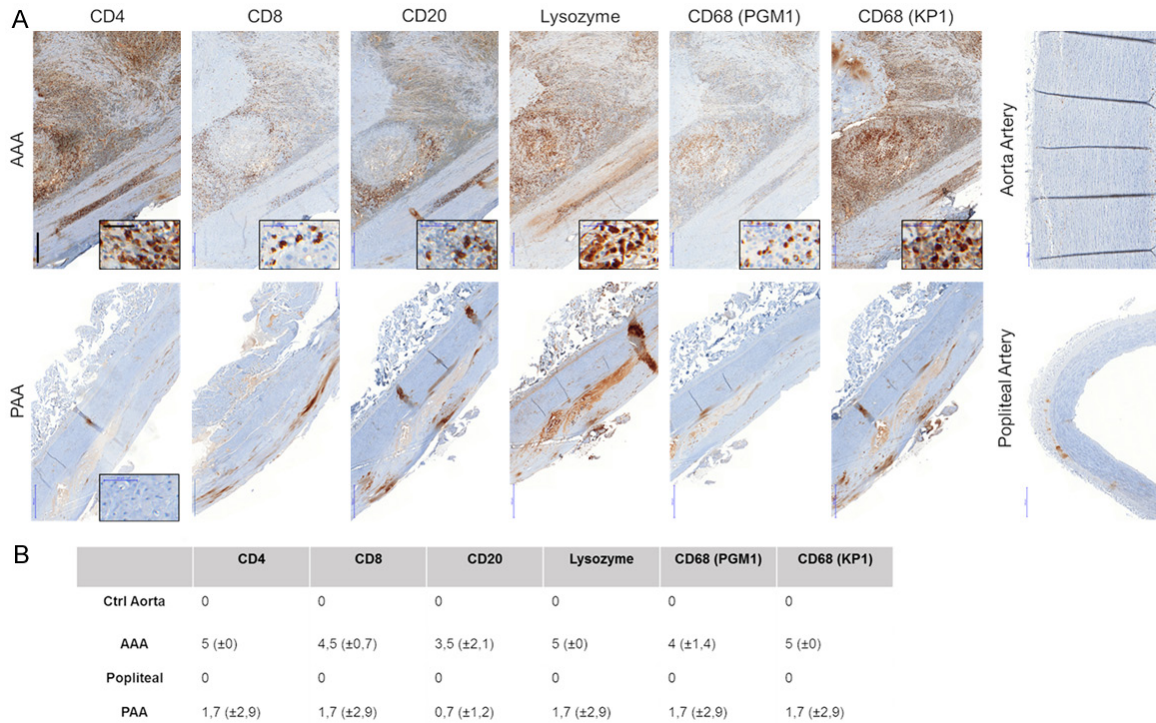 A
CD4 CD8 CD20 Lysozyme CD68 (PGM1) CD68 (KP1)
AAA
Aorta Artery
PAA
Popliteal Artery
B
CD4 CD8 CD20 Lysozyme CD68 (PGM1) CD68 (KP1)
Ctrl Aorta 0 0 0 0 0 0
AAA 5 (±0) 4,5 (±0,7) 3,5 (±2,1) 5 (±0) 4 (±1,4) 5 (±0)
Popliteal 0 0 0 0 0 0
PAA 1,7 (±2,9) 1,7 (±2,9) 0,7 (±1,2) 1,7 (±2,9) 1,7 (±2,9) 1,7 (±2,9)